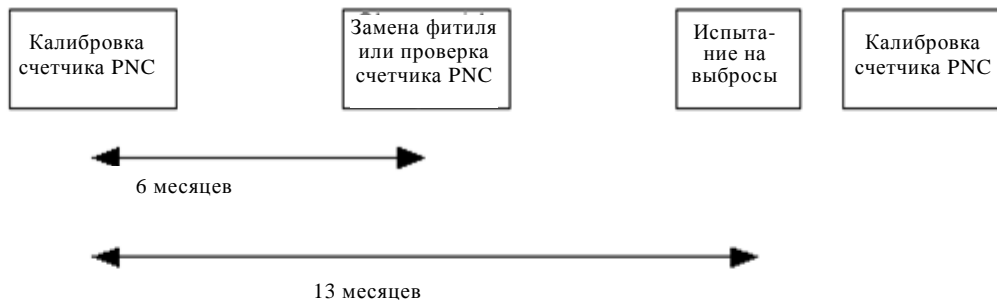 Калибровка
счетчика PNC
Замена фитиля
или проверка
счетчика PNC
Испыта-
ние на
выбросы
Калибровка
счетчика PNC
6 месяцев
13 месяцев